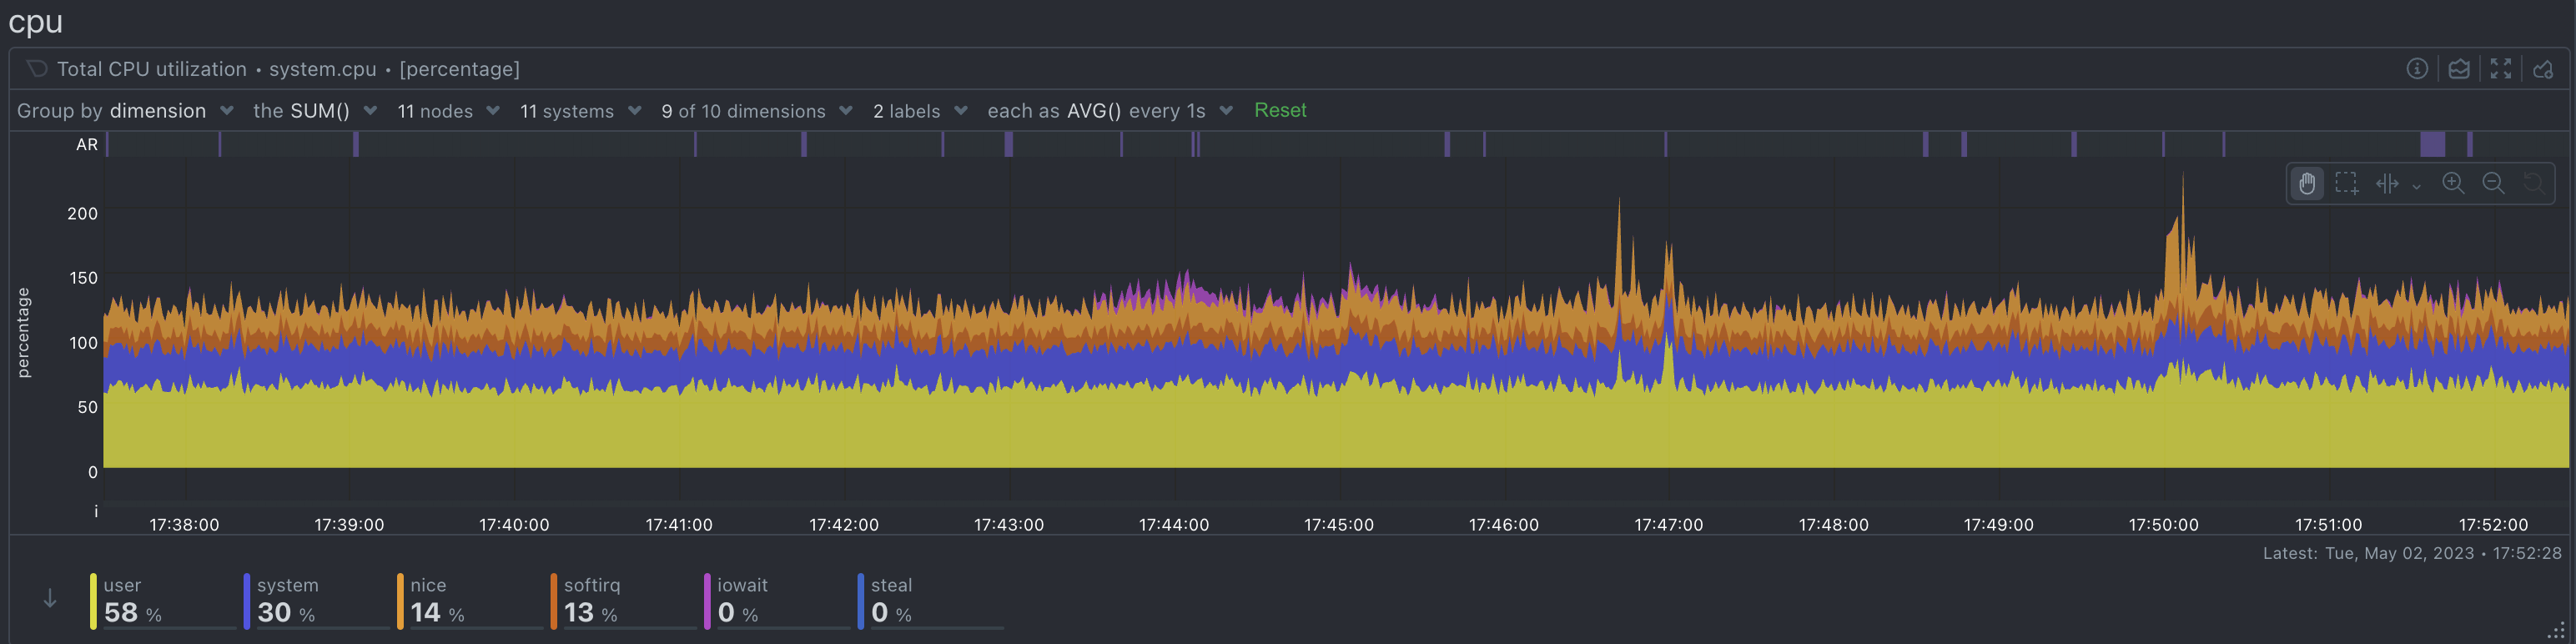 cpu
Total CPU utilization • system.cpu • [percentage]
Group by dimension the SUM() 11 nodes 11 systems 9 of 10 dimensions 2 labels each as AVG() every 1s Reset
AR
200
150
100
50
0
percentage
i
17:38:00 17:39:00 17:40:00 17:41:00 17:42:00 17:43:00 17:44:00 17:45:00 17:46:00 17:47:00 17:48:00 17:49:00 17:50:00 17:51:00 17:52:00
Latest: Tue, May 02, 2023 • 17:52:28
user system nice softirq iowait steal
58 % 30 % 14 % 13 % 0 % 0 %